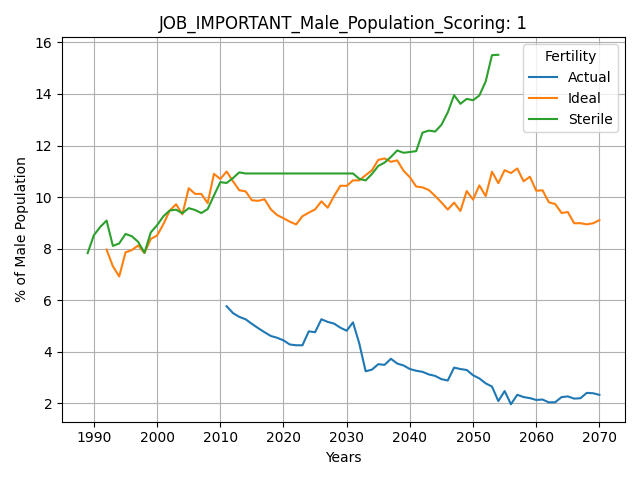 JOB_IMPORTANT_Male_Population_Scoring: 1
Fertility
Actual
Ideal
Sterile
% of Male Population
16
14
12
10
8
6
4
2
1990 2000 2010 2020 2030 2040 2050 2060 2070
Years